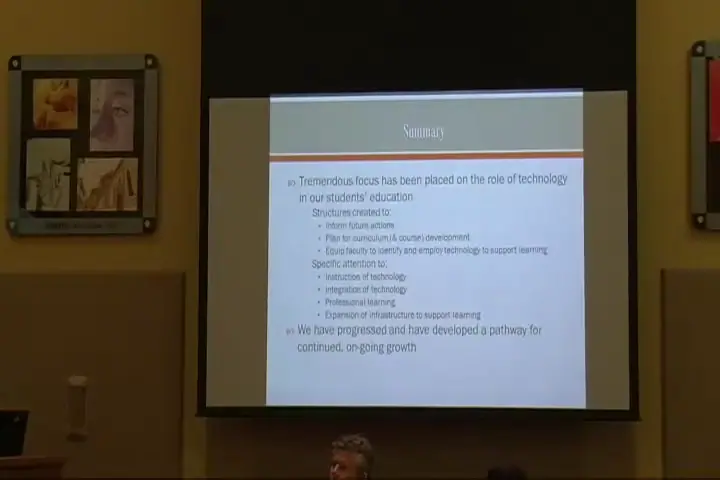 Summary
Tremendous focus has been placed on the role of technology
in our students' education
Structures created to:
• Inform future actions
• Plan for curriculum (& course) development
• Equip faculty to identify and employ technology to support learning
Specific attention to:
• Instruction of technology
• Integration of technology
• Professional learning
• Expansion of infrastructure to support learning
We have progressed and have developed a pathway for
continued, on-going growth